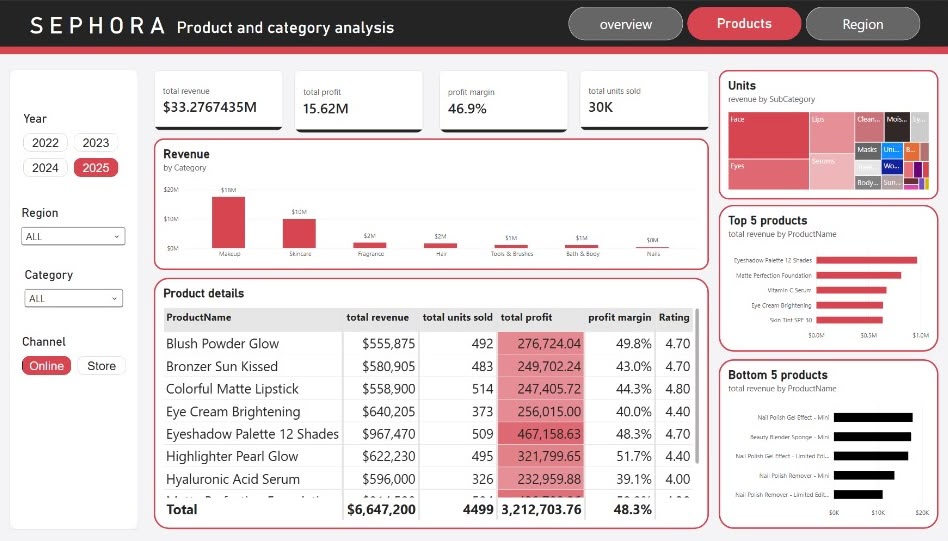 SEPHORA Product and category analysis
overview
Products
Region
Year
2022 2023
2024 2025
Region
ALL
Category
ALL
Channel
Online Store
total revenue
$33.2767435M
total profit
15.62M
profit margin
46.9%
total units sold
30K
Revenue
by Category
$20M
$10M
$0M
$18M
$10M
$2M
$2M
$1M
$1M
$0M
Makeup
Skincare
Fragrance
Hair
Tools & Brushes
Bath & Body
Nails
Product details
ProductName total revenue total units sold total profit profit margin Rating
Blush Powder Glow $555,875 492 276,724.04 49.8% 4.70
Bronzer Sun Kissed $580,905 483 249,702.24 43.0% 4.70
Colorful Matte Lipstick $558,900 514 247,405.72 44.3% 4.80
Eye Cream Brightening $640,205 373 256,015.00 40.0% 4.40
Eyeshadow Palette 12 Shades $967,470 509 467,158.63 48.3% 4.70
Highlighter Pearl Glow $622,230 495 321,799.65 51.7% 4.40
Hyaluronic Acid Serum $596,000 326 232,959.88 39.1% 4.00
Total $6,647,200 4499 3,212,703.76 48.3%
Units
revenue by SubCategory
Face
Eyes
Lips
Serums
Clean...
Mois...
Masks
Uni...
B...
Wo...
Body...
Sun...
Top 5 products
total revenue by ProductName
Eyeshadow Palette 12 Shades
Matte Perfection Foundation
Vitamin C Serum
Eye Cream Brightening
Skin Tint SPF 30
$0.0M $0.5M $1.0M
Bottom 5 products
total revenue by ProductName
Nail Polish Gel Effect - Mini
Beauty Blender Sponge - Mini
Nail Polish Gel Effect - Limited Edi...
Nail Polish Remover - Mini
Nail Polish Remover - Limited Edit...
$0K $10K $20K